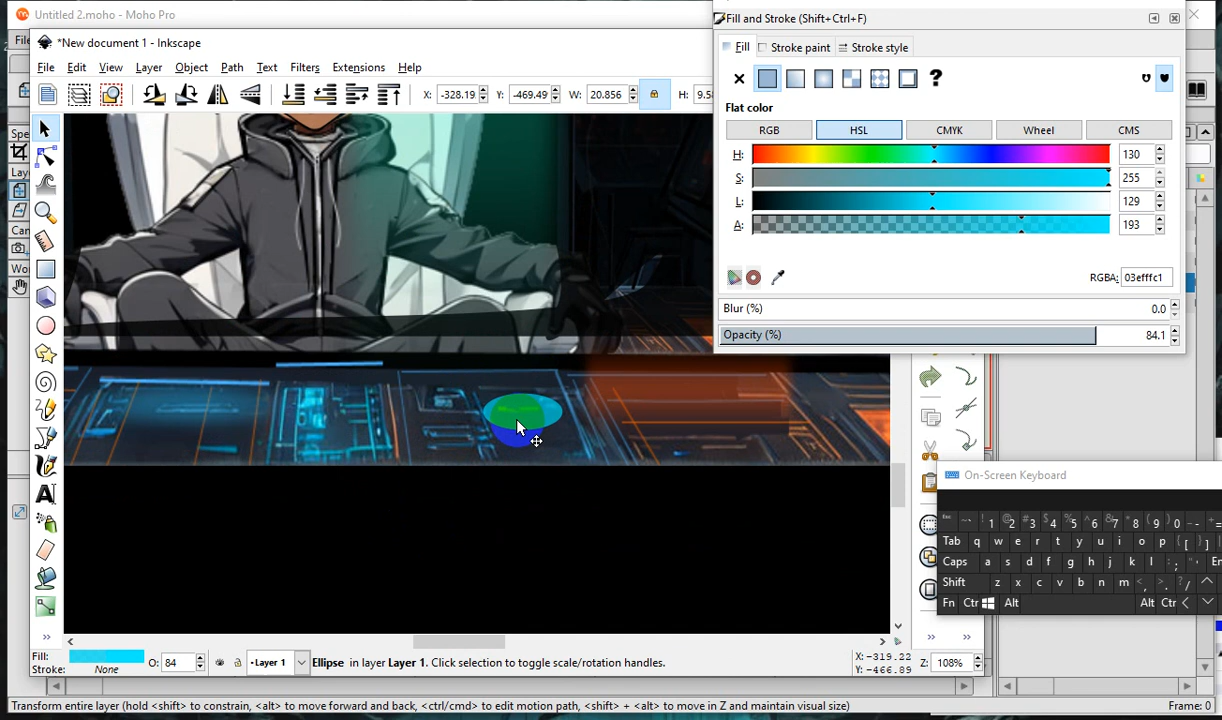 Untitled 2.moho - Moho Pro
*New document 1 - Inkscape
File Edit View Layer Object Path Text Filters Extensions Help
X: -328.19 Y: -469.49 W: 20.856 H: 9.5
Fill and Stroke (Shift+Ctrl+F)
Fill Stroke paint Stroke style
?
Flat color
RGB HSL CMYK Wheel CMS
H: 130
S: 255
L: 129
A: 193
RGBA: 03efffc1
Blur (%) 0.0
Opacity (%) 84.1
On-Screen Keyboard
Tab q w e r t y u i o p
Caps a s d f g h j k l
Shift z x c v b n m
Fn Ctr Alt Alt Ctr
Fill:
Stroke: None
O: 84
Layer 1
Ellipse in layer Layer 1. Click selection to toggle scale/rotation handles.
X: -319.22
Y: -466.89
Z: 108%
Transform entire layer (hold <shift> to constrain, <alt> to move forward and back, <ctrl/cmd> to edit motion path, <shift> + <alt> to move in Z and maintain visual size)
Frame: 0